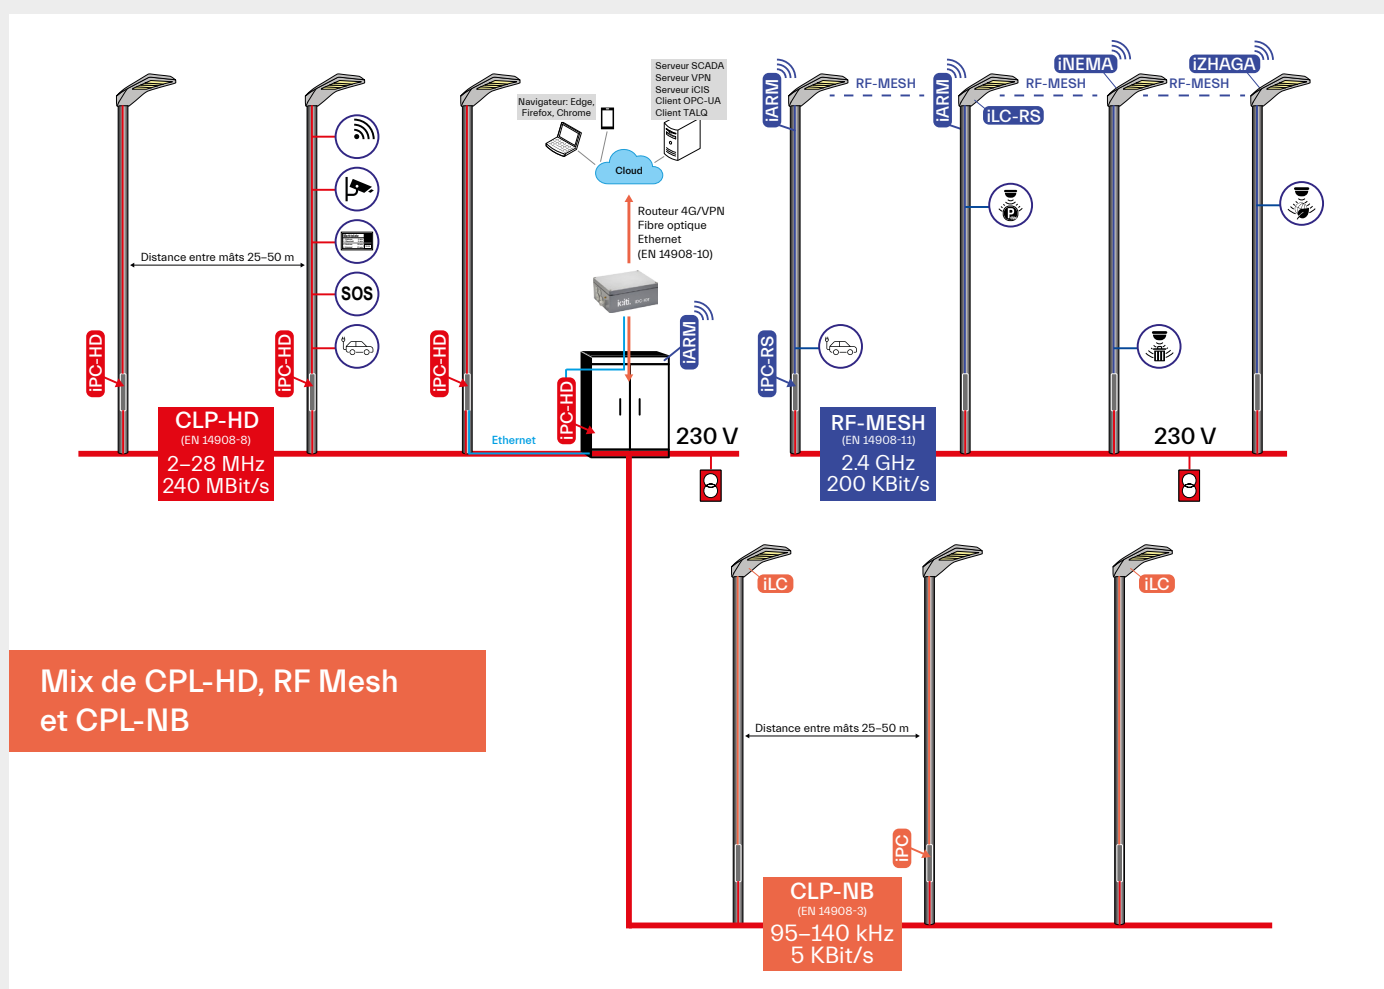 Serveur SCADA
Serveur VPN
Serveur iCIS
Client OPC-UA
Client TALQ
Navigateur: Edge,
Firefox, Chrome
Cloud
Routeur 4G/VPN
Fibre optique
Ethernet
(EN 14908-10)
Distance entre mâts 25–50 m
SOS
iPC-HD
iPC-HD
iPC-HD
iPC-HD
CLP-HD
(EN 14908-8)
2–28 MHz
240 MBit/s
Ethernet
iARM
230 V
iARM
RF-MESH
iARM
iLC-RS
RF-MESH
iNEMA
RF-MESH
iZHAGA
P
iPC-RS
RF-MESH
(EN 14908-11)
2.4 GHz
200 KBit/s
230 V
iLC
iLC
Mix de CPL-HD, RF Mesh
et CPL-NB
Distance entre mâts 25–50 m
iPC
CLP-NB
(EN 14908-3)
95–140 kHz
5 KBit/s